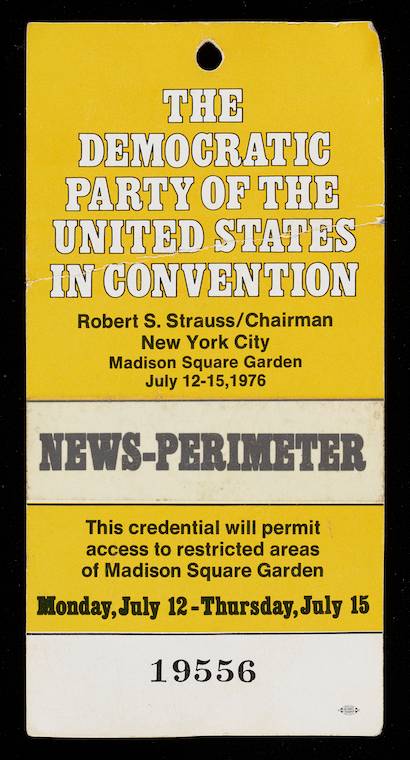 THE
DEMOCRATIC
PARTY OF THE
UNITED STATES
IN CONVENTION
Robert S. Strauss/Chairman
New York City
Madison Square Garden
July 12-15,1976
NEWS-PERIMETER
This credential will permit
access to restricted areas
of Madison Square Garden
Monday, July 12-Thursday, July 15
19556